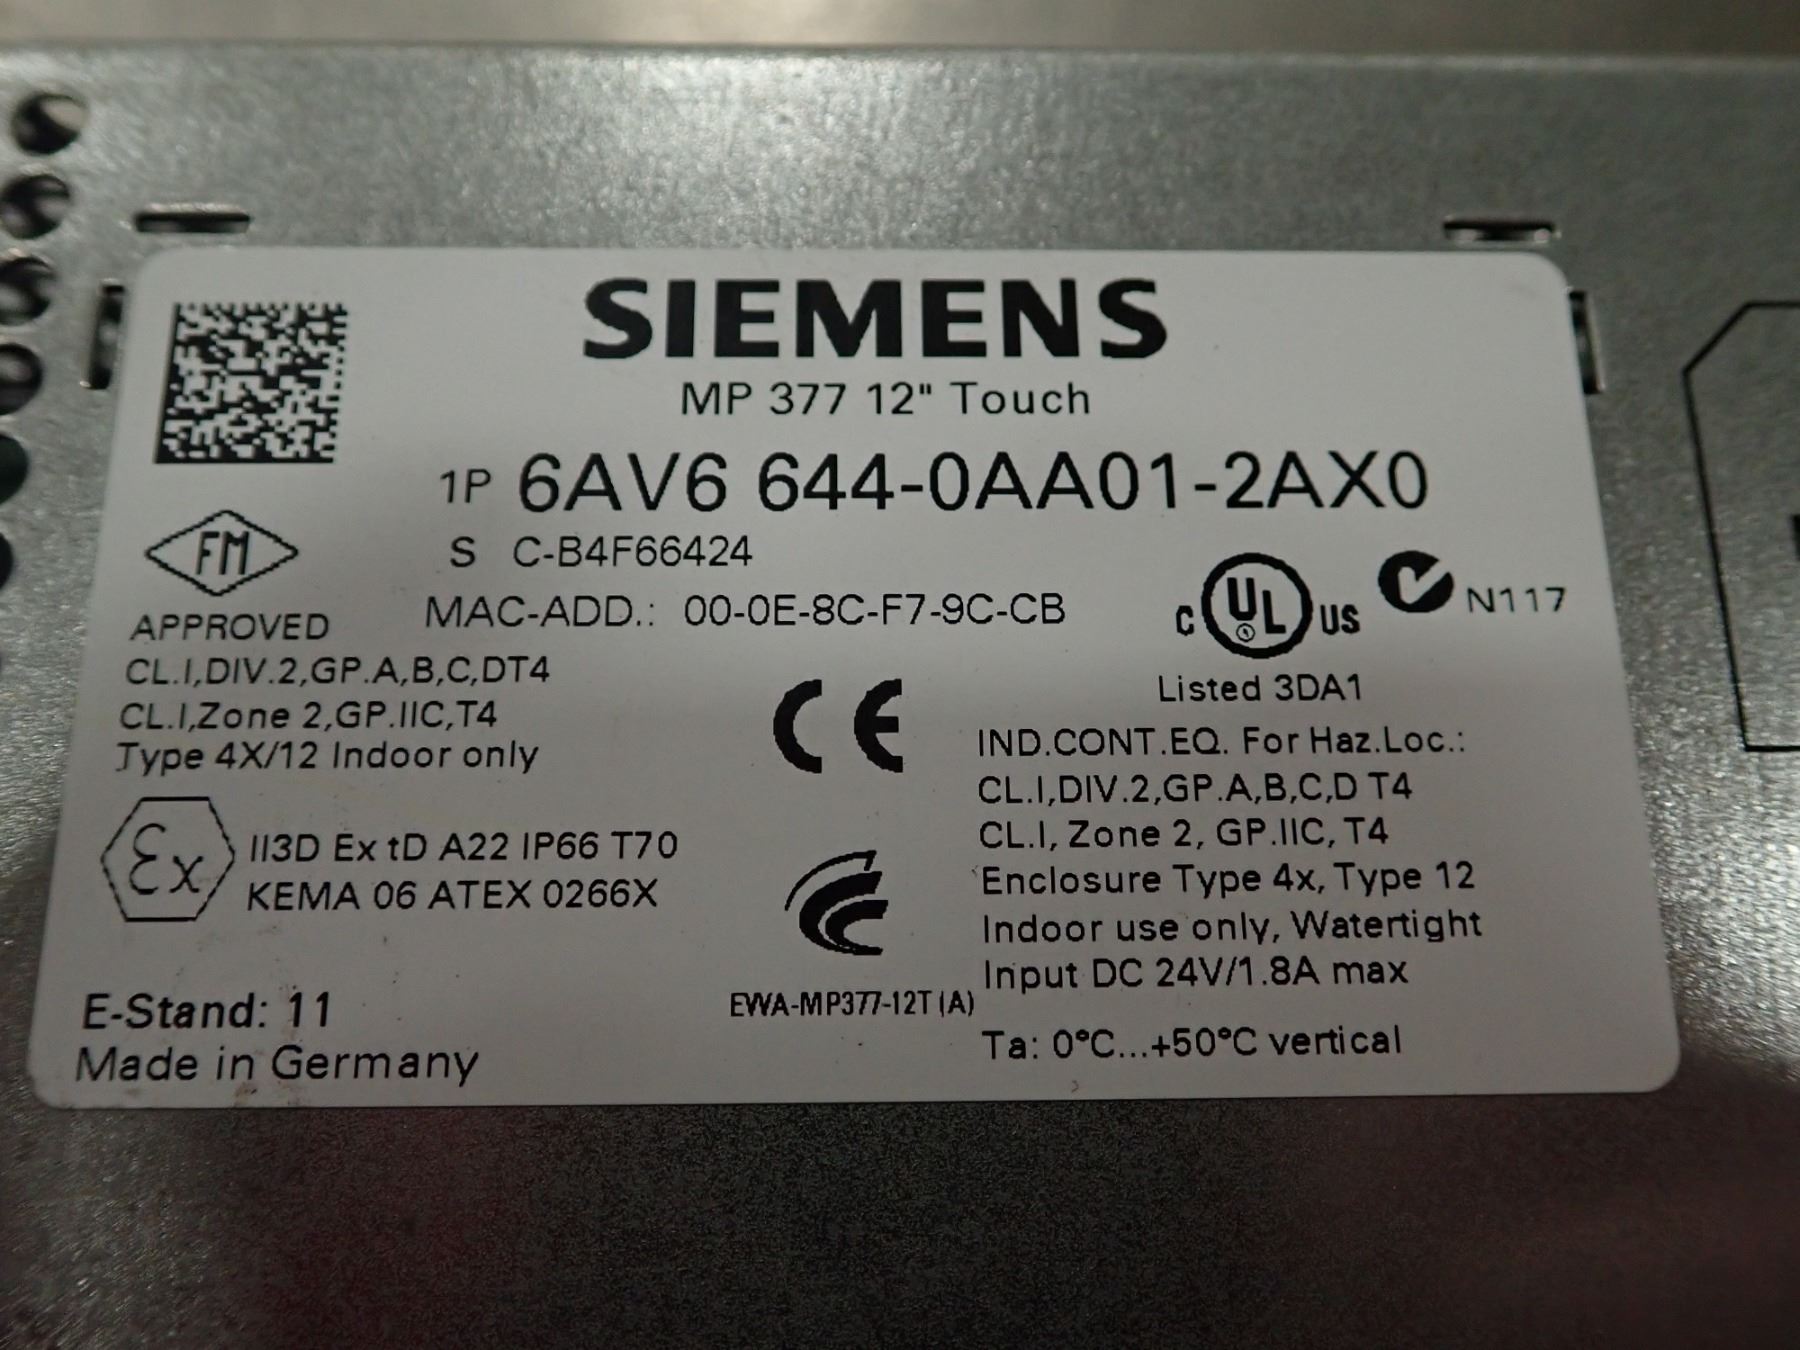 SIEMENS
MP 377 12" Touch
1P 6AV6 644-0AA01-2AX0
S C-B4F66424
MAC-ADD.: 00-0E-8C-F7-9C-CB
FM
APPROVED
CL.I,DIV.2,GP.A,B,C,DT4
CL.I,Zone 2,GP.IIC,T4
Type 4X/12 Indoor only
C UL US
N117
Listed 3DA1
IND.CONT.EQ. For Haz.Loc.:
CL.I,DIV.2,GP.A,B,C,D T4
CL.I, Zone 2, GP.IIC, T4
Enclosure Type 4x, Type 12
Indoor use only, Watertight
Input DC 24V/1.8A max
Ta: 0°C...+50°C vertical
CE
Ex
II3D Ex tD A22 IP66 T70
KEMA 06 ATEX 0266X
EWA-MP377-12T(A)
E-Stand: 11
Made in Germany